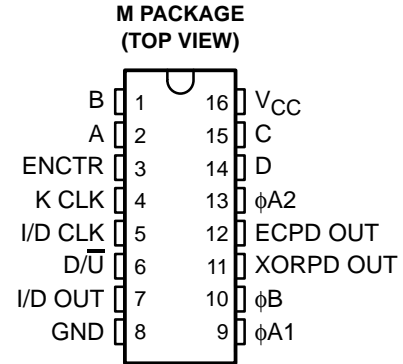 M PACKAGE
(TOP VIEW)
B 1 16 VCC
A 2 15 C
ENCTR 3 14 D
K CLK 4 13 ϕA2
I/D CLK 5 12 ECPD OUT
D/U̅ 6 11 XORPD OUT
I/D OUT 7 10 ϕB
GND 8 9 ϕA1